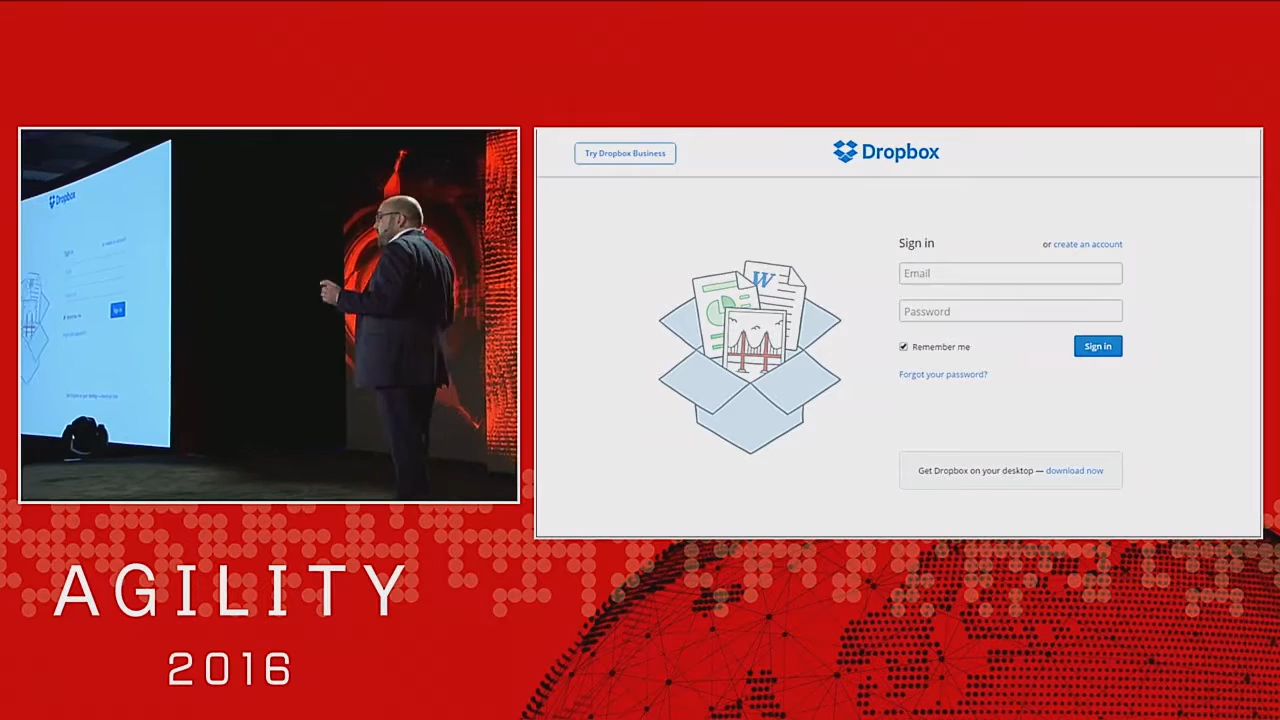 Dropbox
Try Dropbox Business
Dropbox
Sign in
or create an account
Email
Password
Remember me
Sign in
Forgot your password?
W
Get Dropbox on your desktop — download now
AGILITY
2016